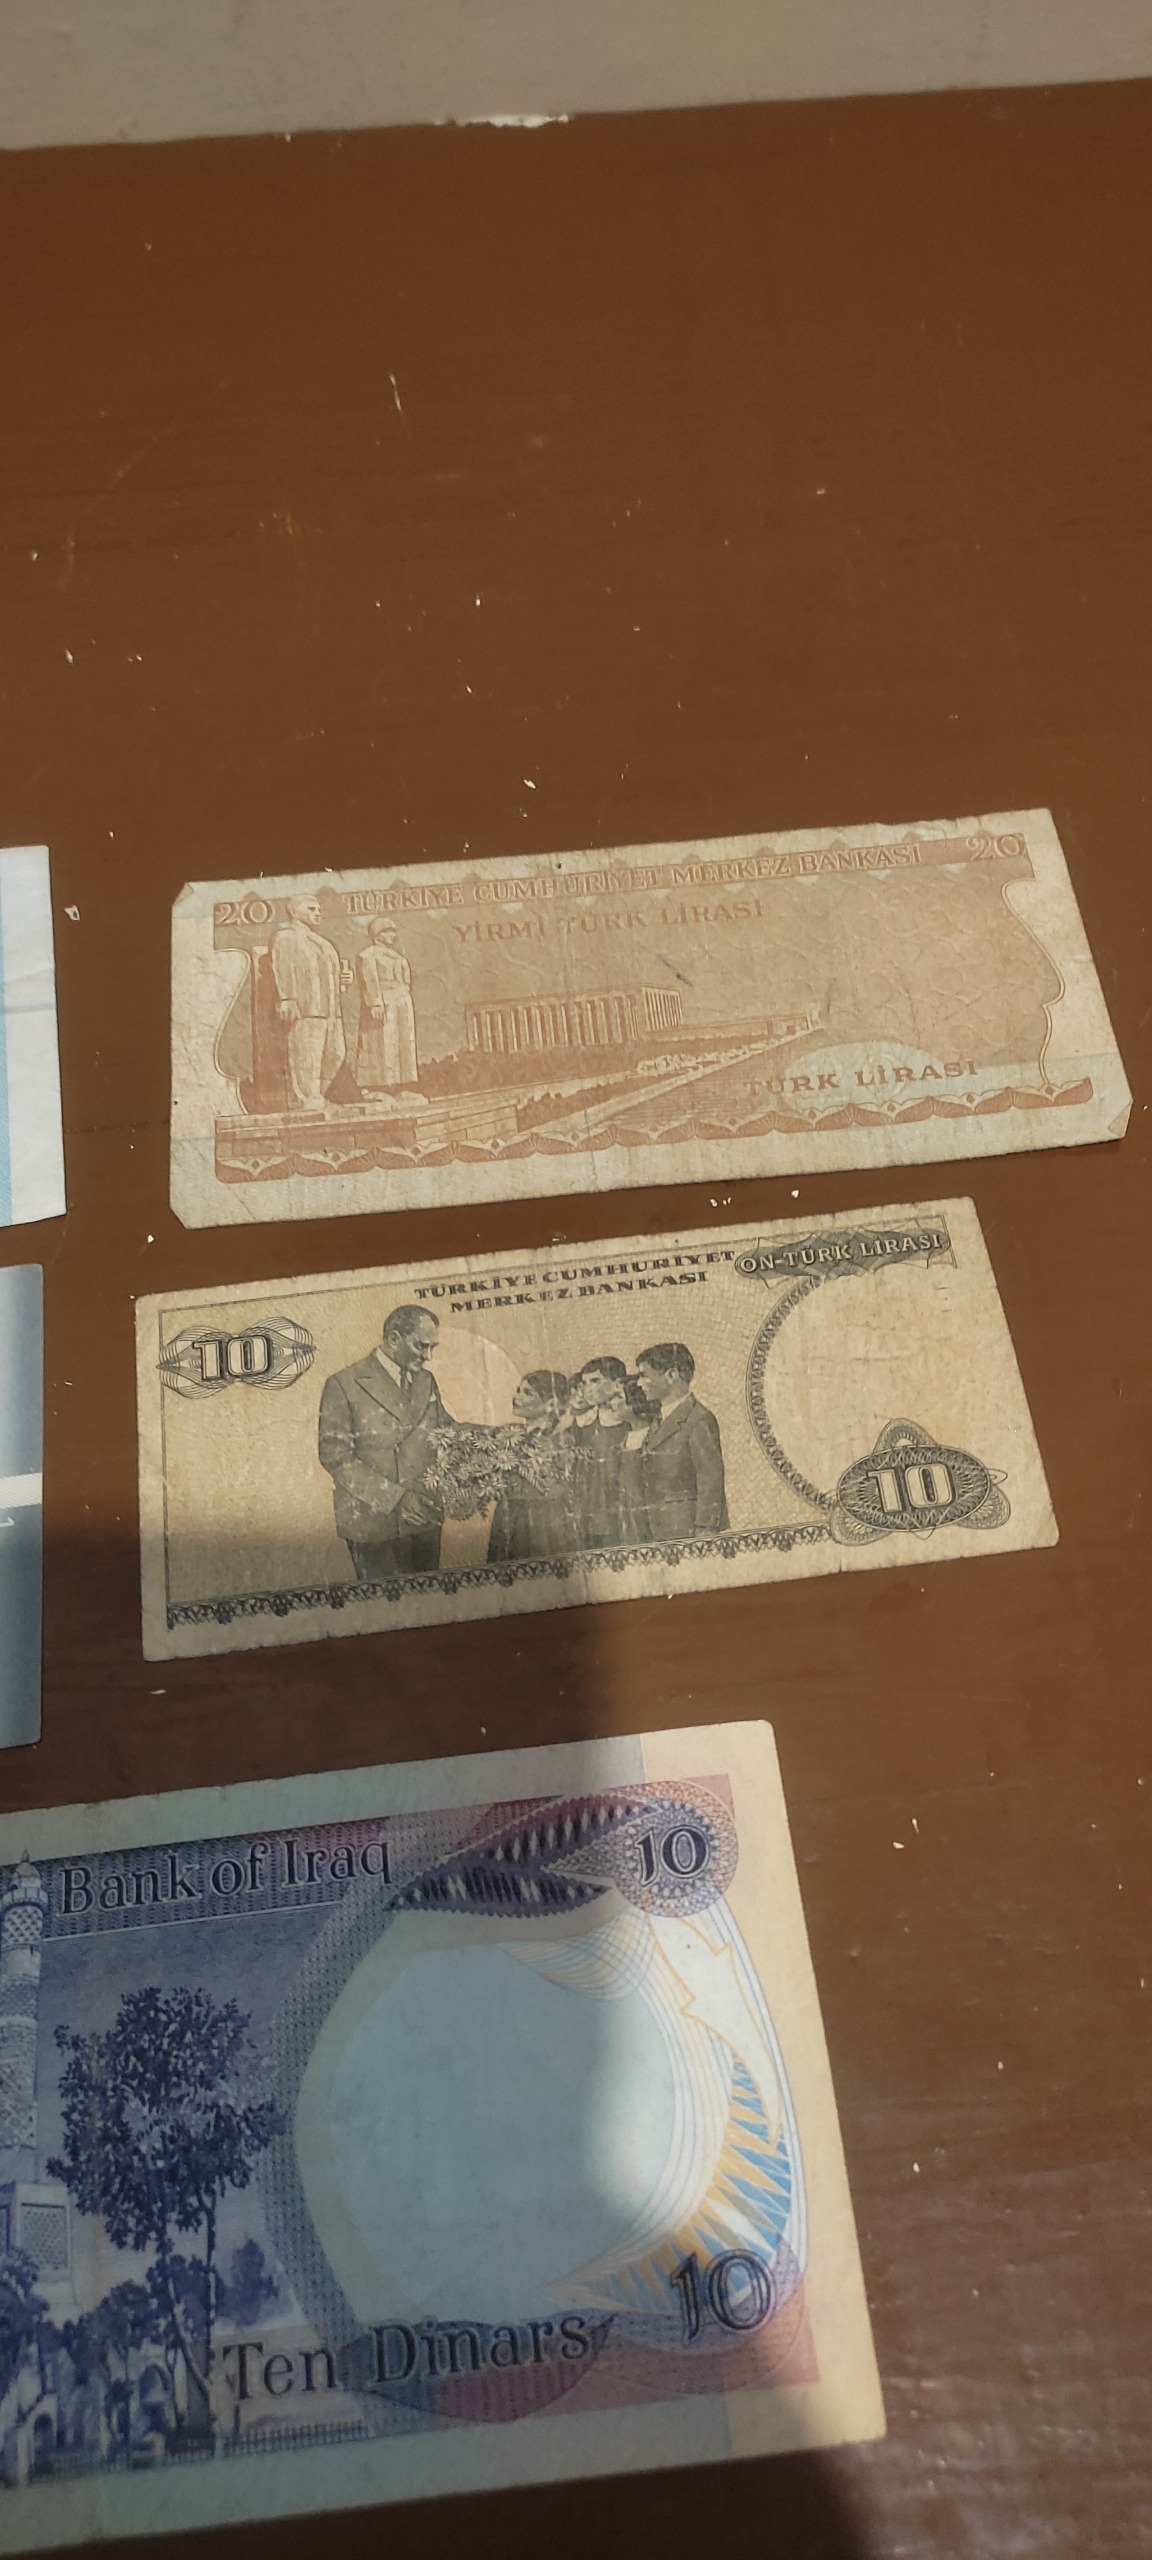 20 TÜRKİYE CUMHURİYET MERKEZ BANKASI 20
YİRMİ TÜRK LİRASI
TÜRK LİRASI
TÜRKİYE CUMHURİYET
MERKEZ BANKASI
ON-TÜRK LİRASI
10
10
Bank of Iraq
10
10
Ten Dinars